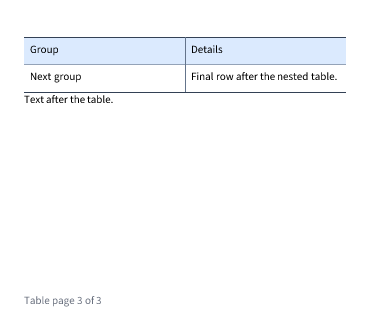 Group Details
Next group Final row after the nested table.
Text after the table.
Table page 3 of 3